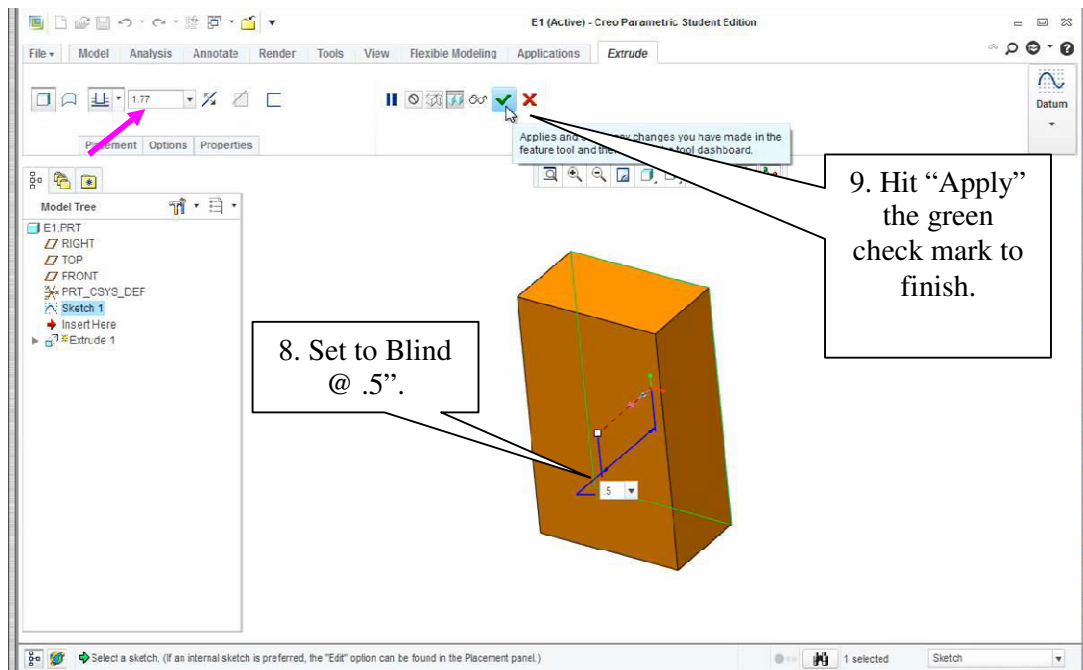 E1 (Active) - Creo Parametric Student Edition
File Model Analysis Annotate Render Tools View Flexible Modeling Applications Extrude
1.77
Datum
Placement Options Properties
Applies and changes you have made in the
feature tool and tool dashboard.
9. Hit “Apply”
the green
check mark to
finish.
Model Tree
E1.PRT
RIGHT
TOP
FRONT
PRT_CSYS_DEF
Sketch 1
Insert Here
Extrude 1
8. Set to Blind
@ .5”.
.5
Select a sketch. (If an internal sketch is preferred, the "Edit" option can be found in the Placement panel.)
1 selected
Sketch